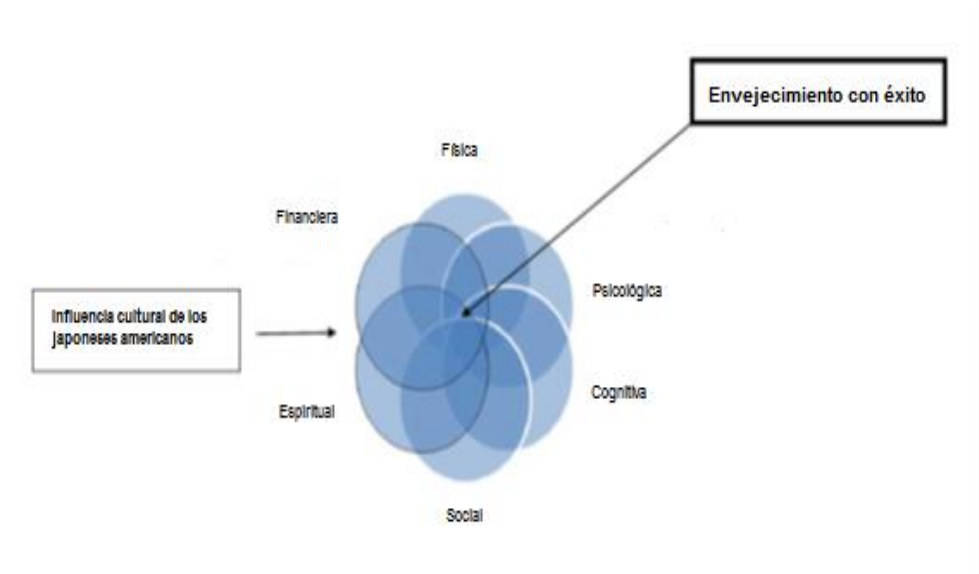 Envejecimiento con éxito
Física
Financiera
Psicológica
Influencia cultural de los
japoneses americanos
Cognitiva
Espiritual
Social